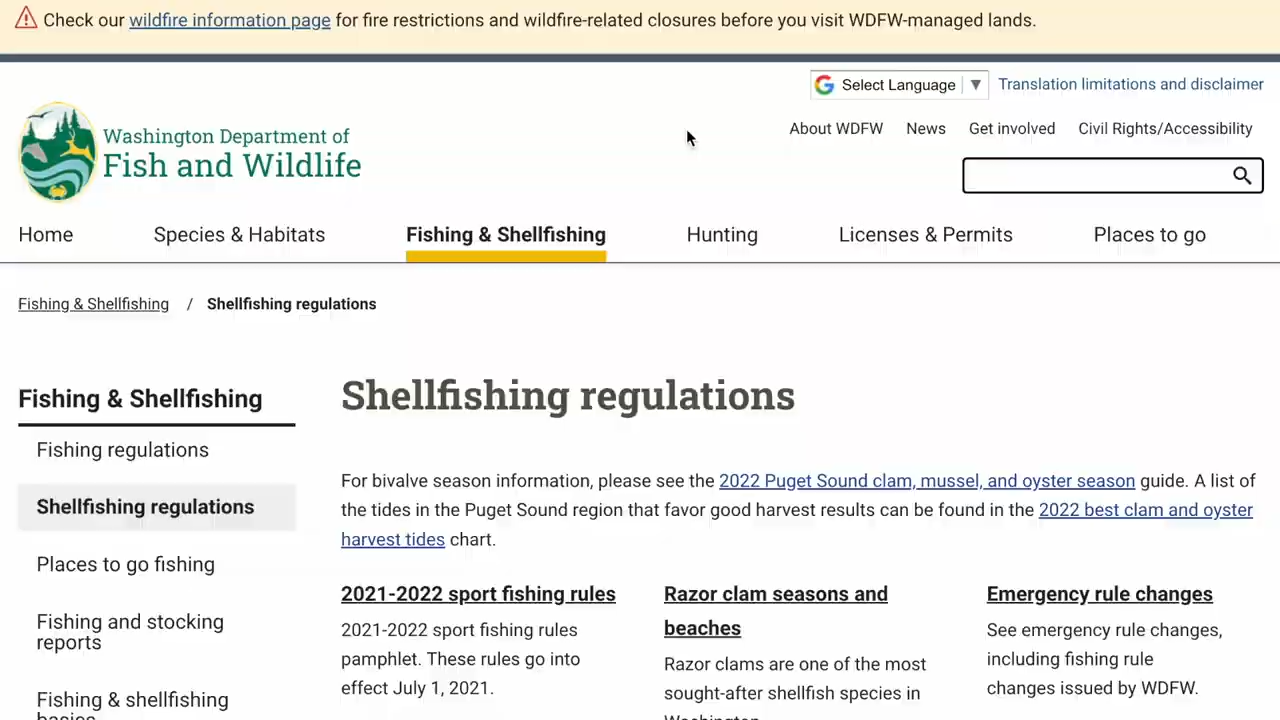 Check our wildfire information page for fire restrictions and wildfire-related closures before you visit WDFW-managed lands.
Select Language ▼
Translation limitations and disclaimer
Washington Department of
Fish and Wildlife
About WDFW
News
Get involved
Civil Rights/Accessibility
Home
Species & Habitats
Fishing & Shellfishing
Hunting
Licenses & Permits
Places to go
Fishing & Shellfishing / Shellfishing regulations
Fishing & Shellfishing
Fishing regulations
Shellfishing regulations
Places to go fishing
Fishing and stocking
reports
Fishing & shellfishing
basics
Shellfishing regulations
For bivalve season information, please see the 2022 Puget Sound clam, mussel, and oyster season guide. A list of
the tides in the Puget Sound region that favor good harvest results can be found in the 2022 best clam and oyster
harvest tides chart.
2021-2022 sport fishing rules
2021-2022 sport fishing rules
pamphlet. These rules go into
effect July 1, 2021.
Razor clam seasons and
beaches
Razor clams are one of the most
sought-after shellfish species in
Washington
Emergency rule changes
See emergency rule changes,
including fishing rule
changes issued by WDFW.